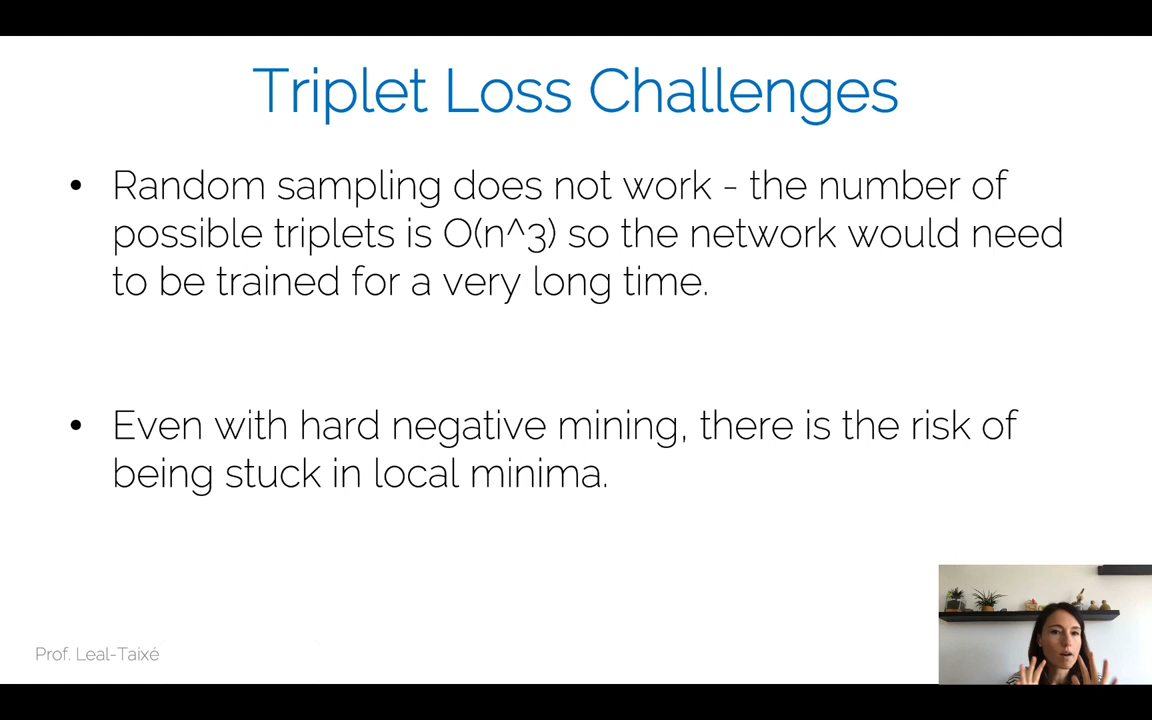 Triplet Loss Challenges
• Random sampling does not work - the number of
possible triplets is O(n^3) so the network would need
to be trained for a very long time.
• Even with hard negative mining, there is the risk of
being stuck in local minima.
Prof. Leal-Taixé